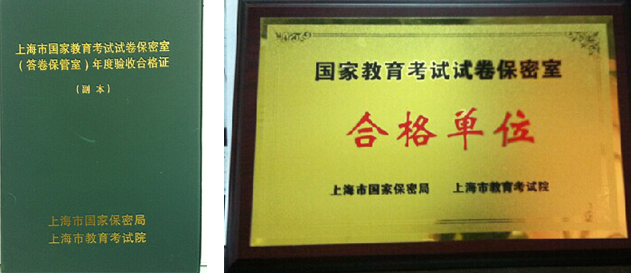 上海市国家教育考试试卷保密室
（答卷保管室）年度验收合格证
（副本）
上海市国家保密局
上海市教育考试院
国家教育考试试卷保密室
合格单位
上海市国家保密局 上海市教育考试院